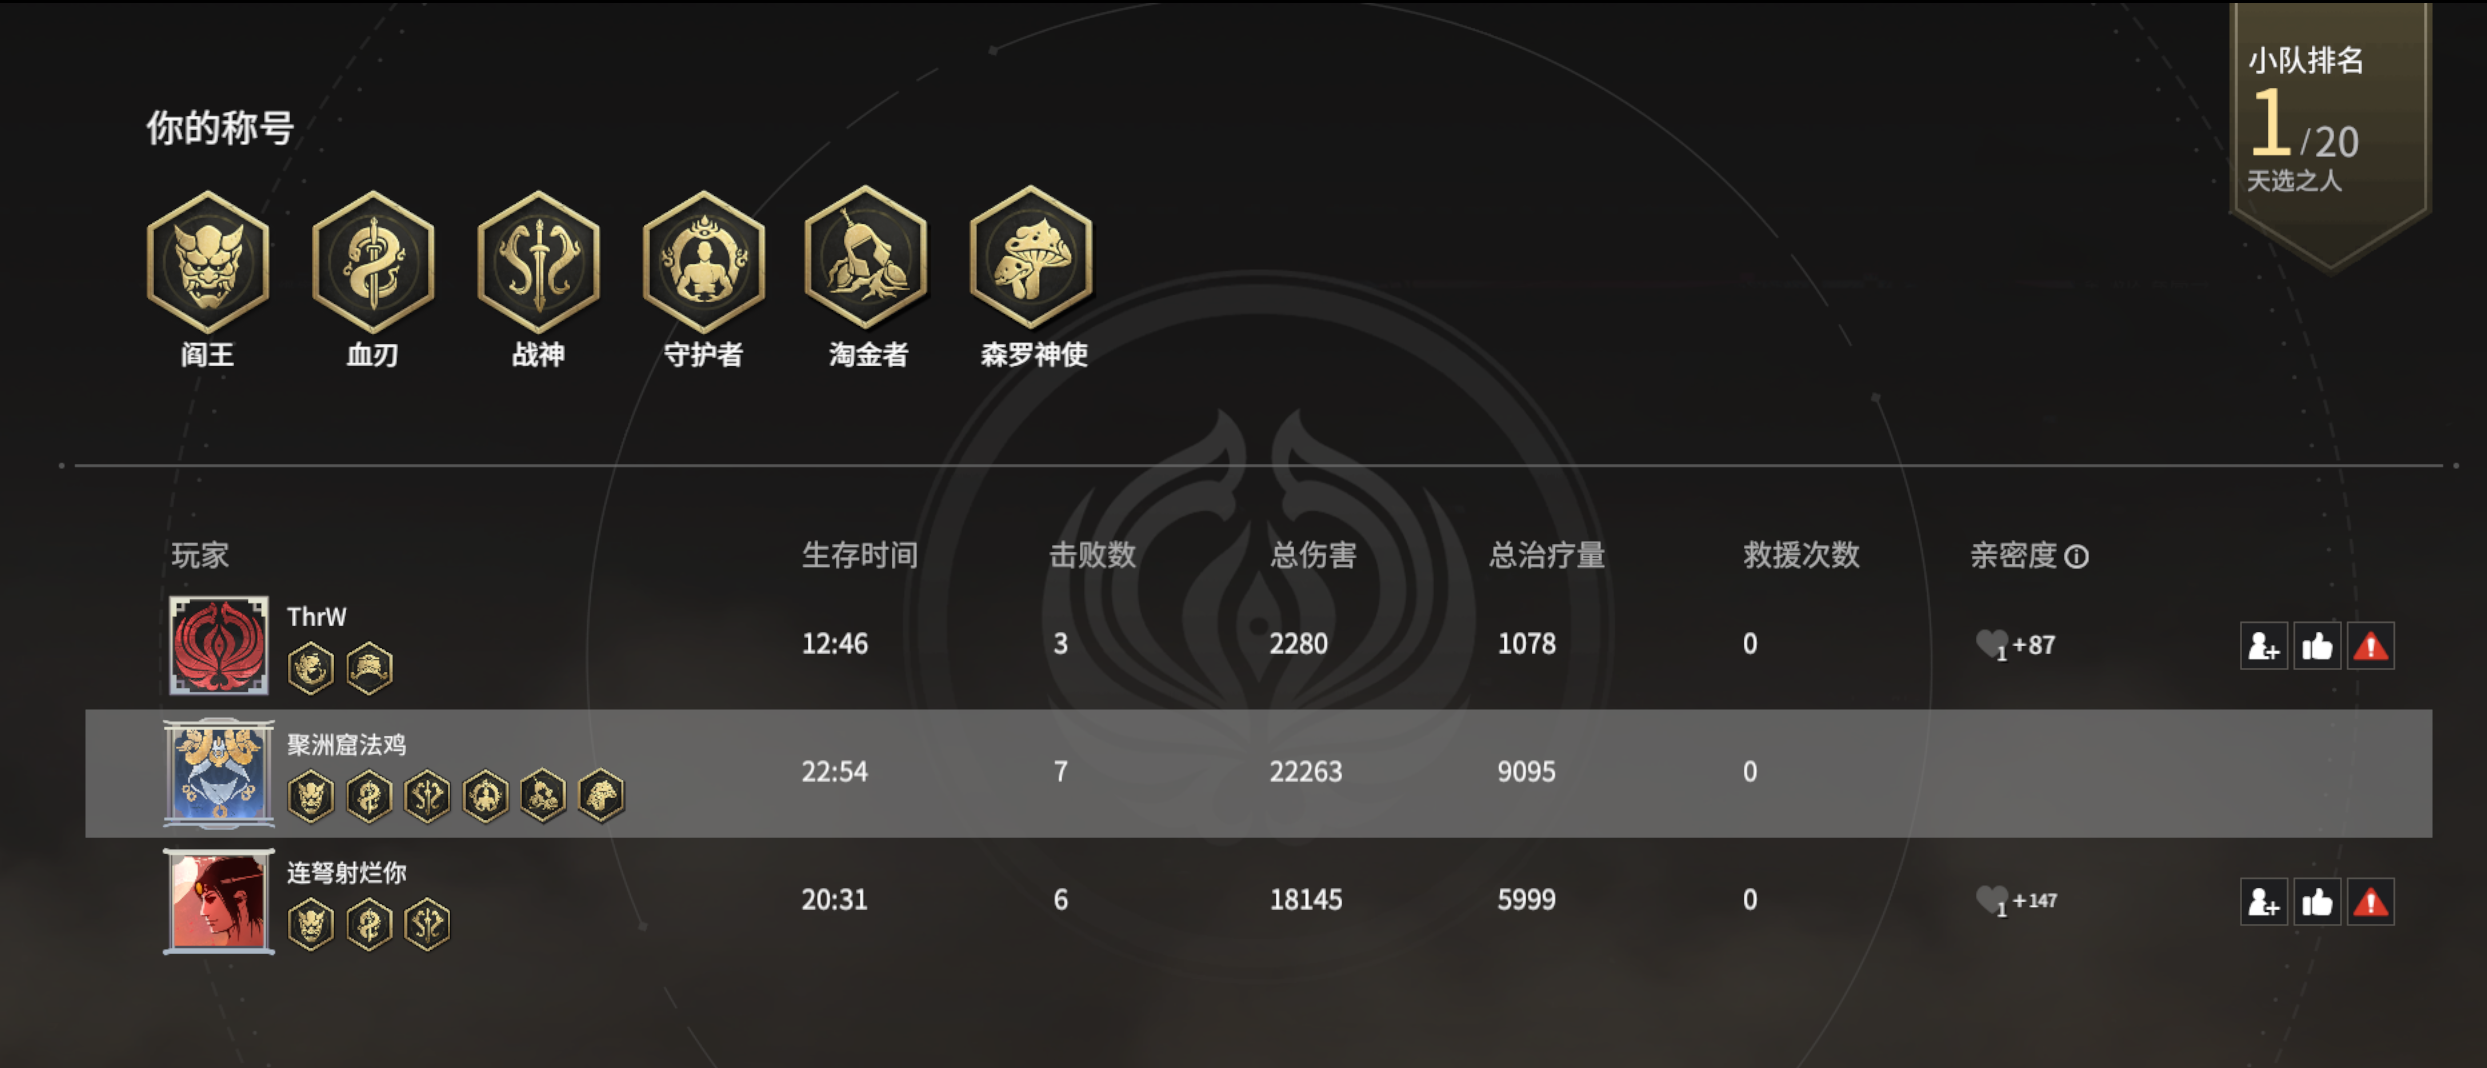 小队排名
1/20
天选之人
你的称号
阎王 血刃 战神 守护者 淘金者 森罗神使
玩家 生存时间 击败数 总伤害 总治疗量 救援次数 亲密度
ThrW
12:46 3 2280 1078 0 1 +87
聚洲窟法鸡
22:54 7 22263 9095 0
连弩射烂你
20:31 6 18145 5999 0 1 +147